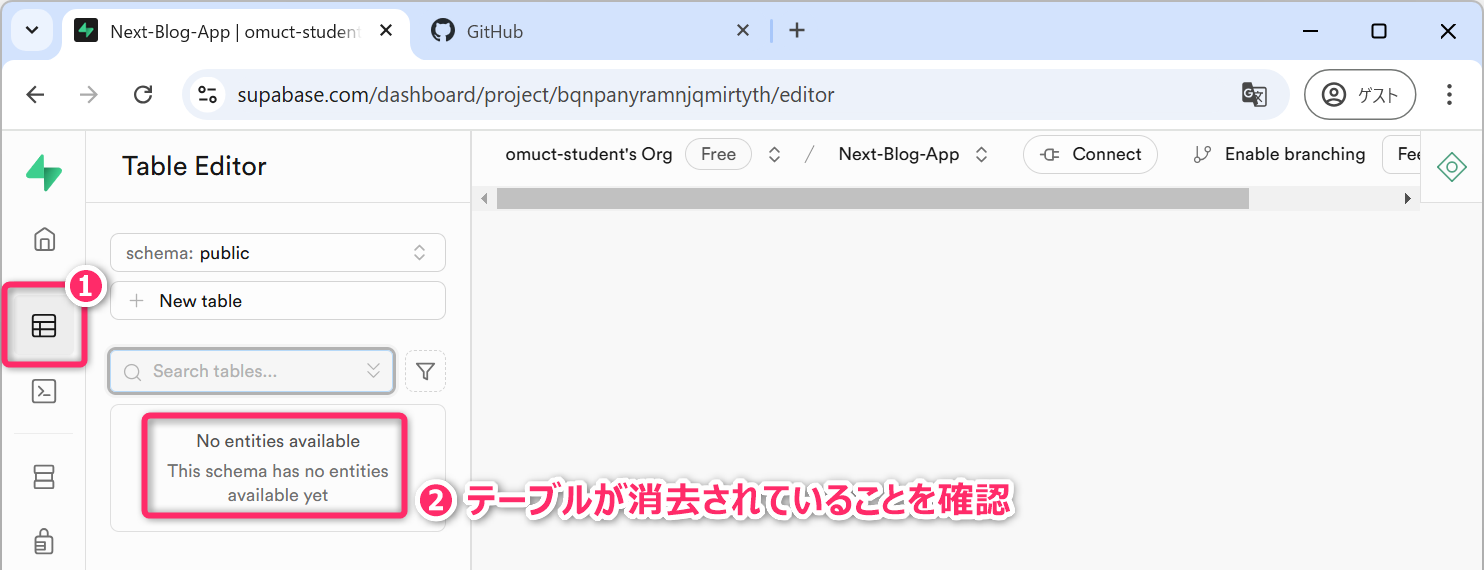 Next-Blog-App | omuct-student
GitHub
supabase.com/dashboard/project/bqnpanyramnjqmirtyth/editor
ゲスト
Table Editor
omuct-student's Org
Free
/
Next-Blog-App
Connect
Enable branching
Fee
schema: public
❶
New table
Search tables...
No entities available
This schema has no entities
available yet
❷ テーブルが消去されていることを確認